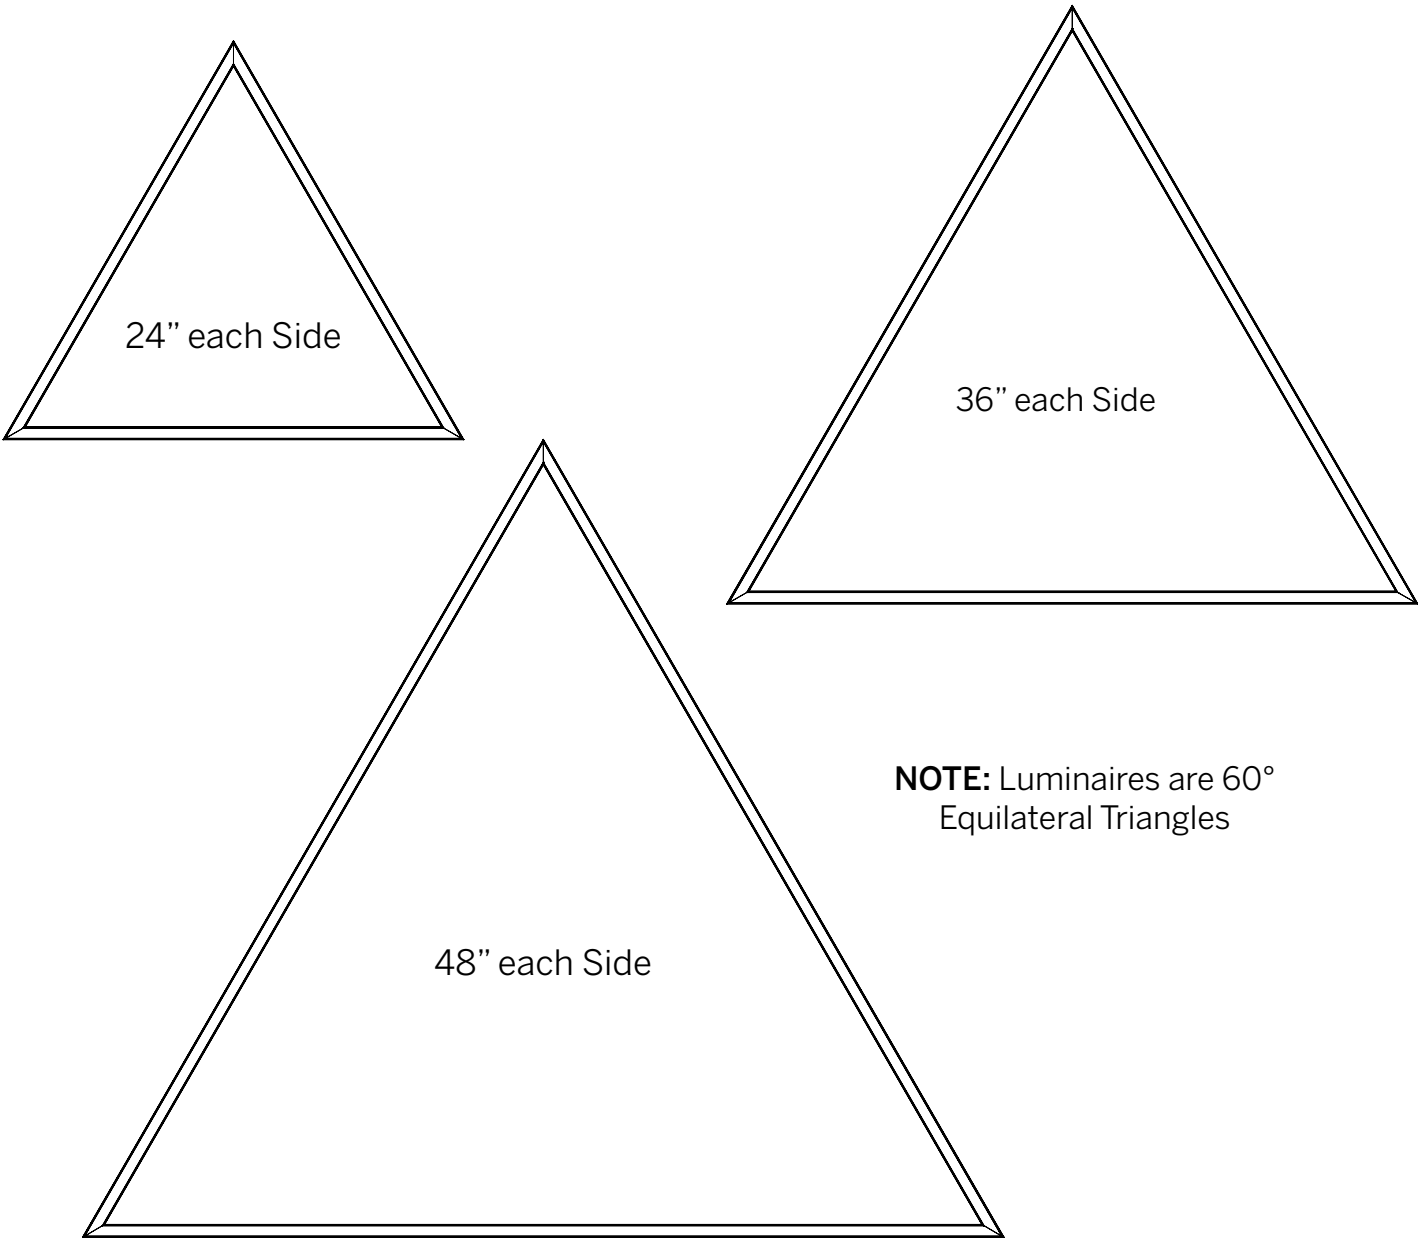 24” each Side
36” each Side
NOTE: Luminaires are 60°
Equilateral Triangles
48” each Side